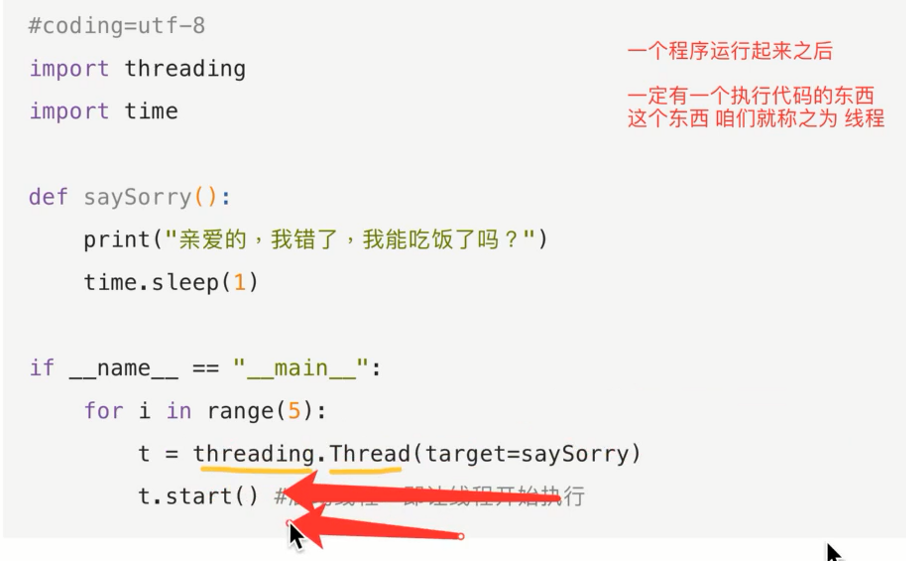 #coding=utf-8
import threading
import time
一个程序运行起来之后
一定有一个执行代码的东西
这个东西 咱们就称之为 线程
def saySorry():
print("亲爱的，我错了，我能吃饭了吗？")
time.sleep(1)
if __name__ == "__main__":
for i in range(5):
t = threading.Thread(target=saySorry)
t.start() #线程 即让线程开始执行